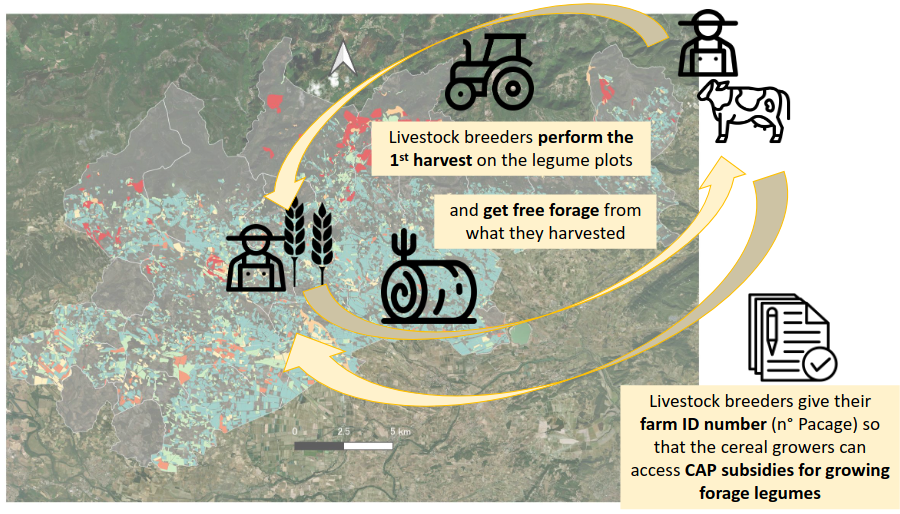 Livestock breeders perform the
1st harvest on the legume plots
and get free forage from
what they harvested
0 2.5 5 km
Livestock breeders give their
farm ID number (n° Pacage) so
that the cereal growers can
access CAP subsidies for growing
forage legumes